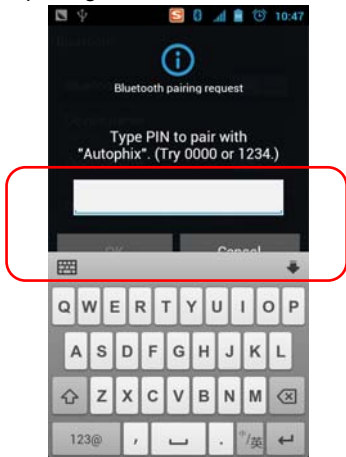 10:47
Bluetooth pairing request
Type PIN to pair with
"Autophix". (Try 0000 or 1234.)
OK Cancel
Q W E R T Y U I O P
A S D F G H J K L
Z X C V B N M
123@ , . /英